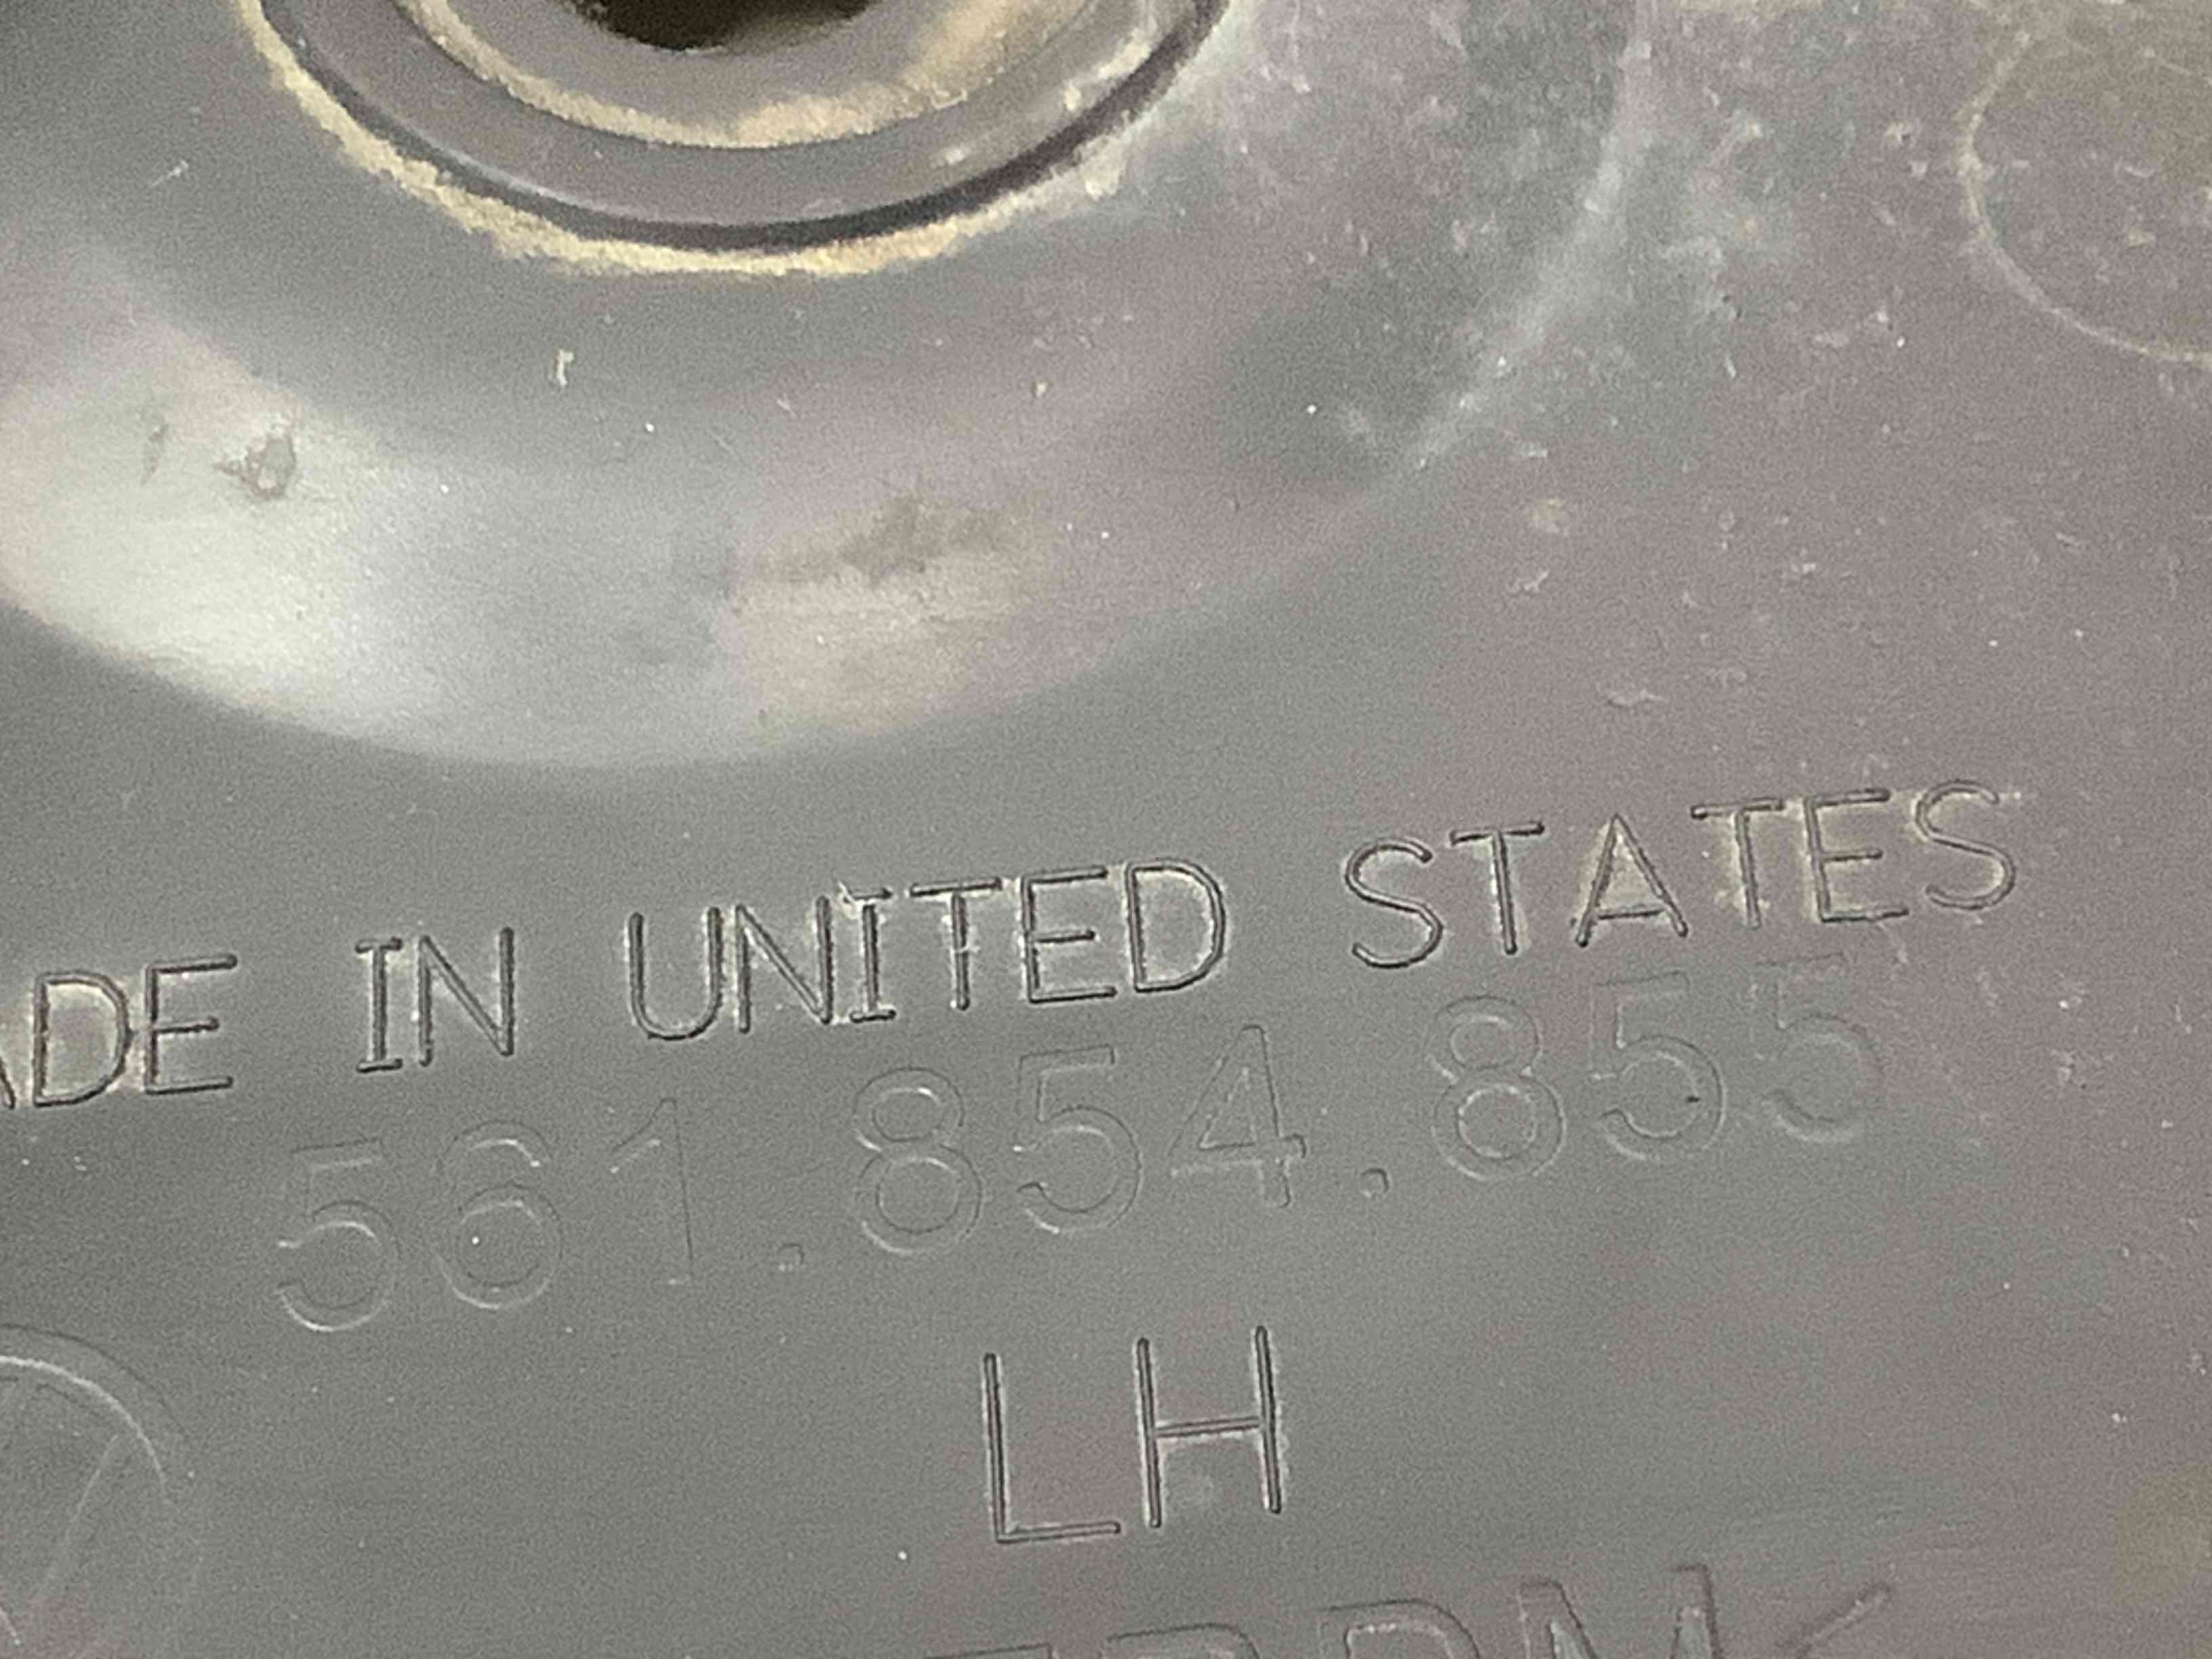 ADE IN UNITED STATES
561.854.855
LH